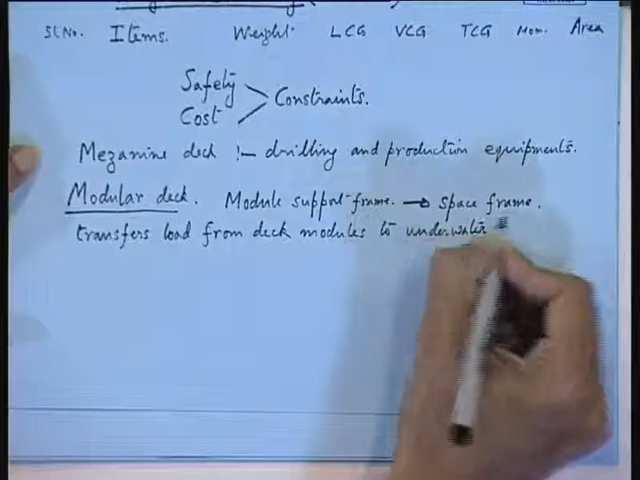 Sl.No. Items. Weight. LCG VCG TCG Mom. Area
Safety
Cost Constraints.
Mezzanine deck :- drilling and production equipments.
Modular deck. Module support frame. → space frame.
transfers load from deck modules to underwater